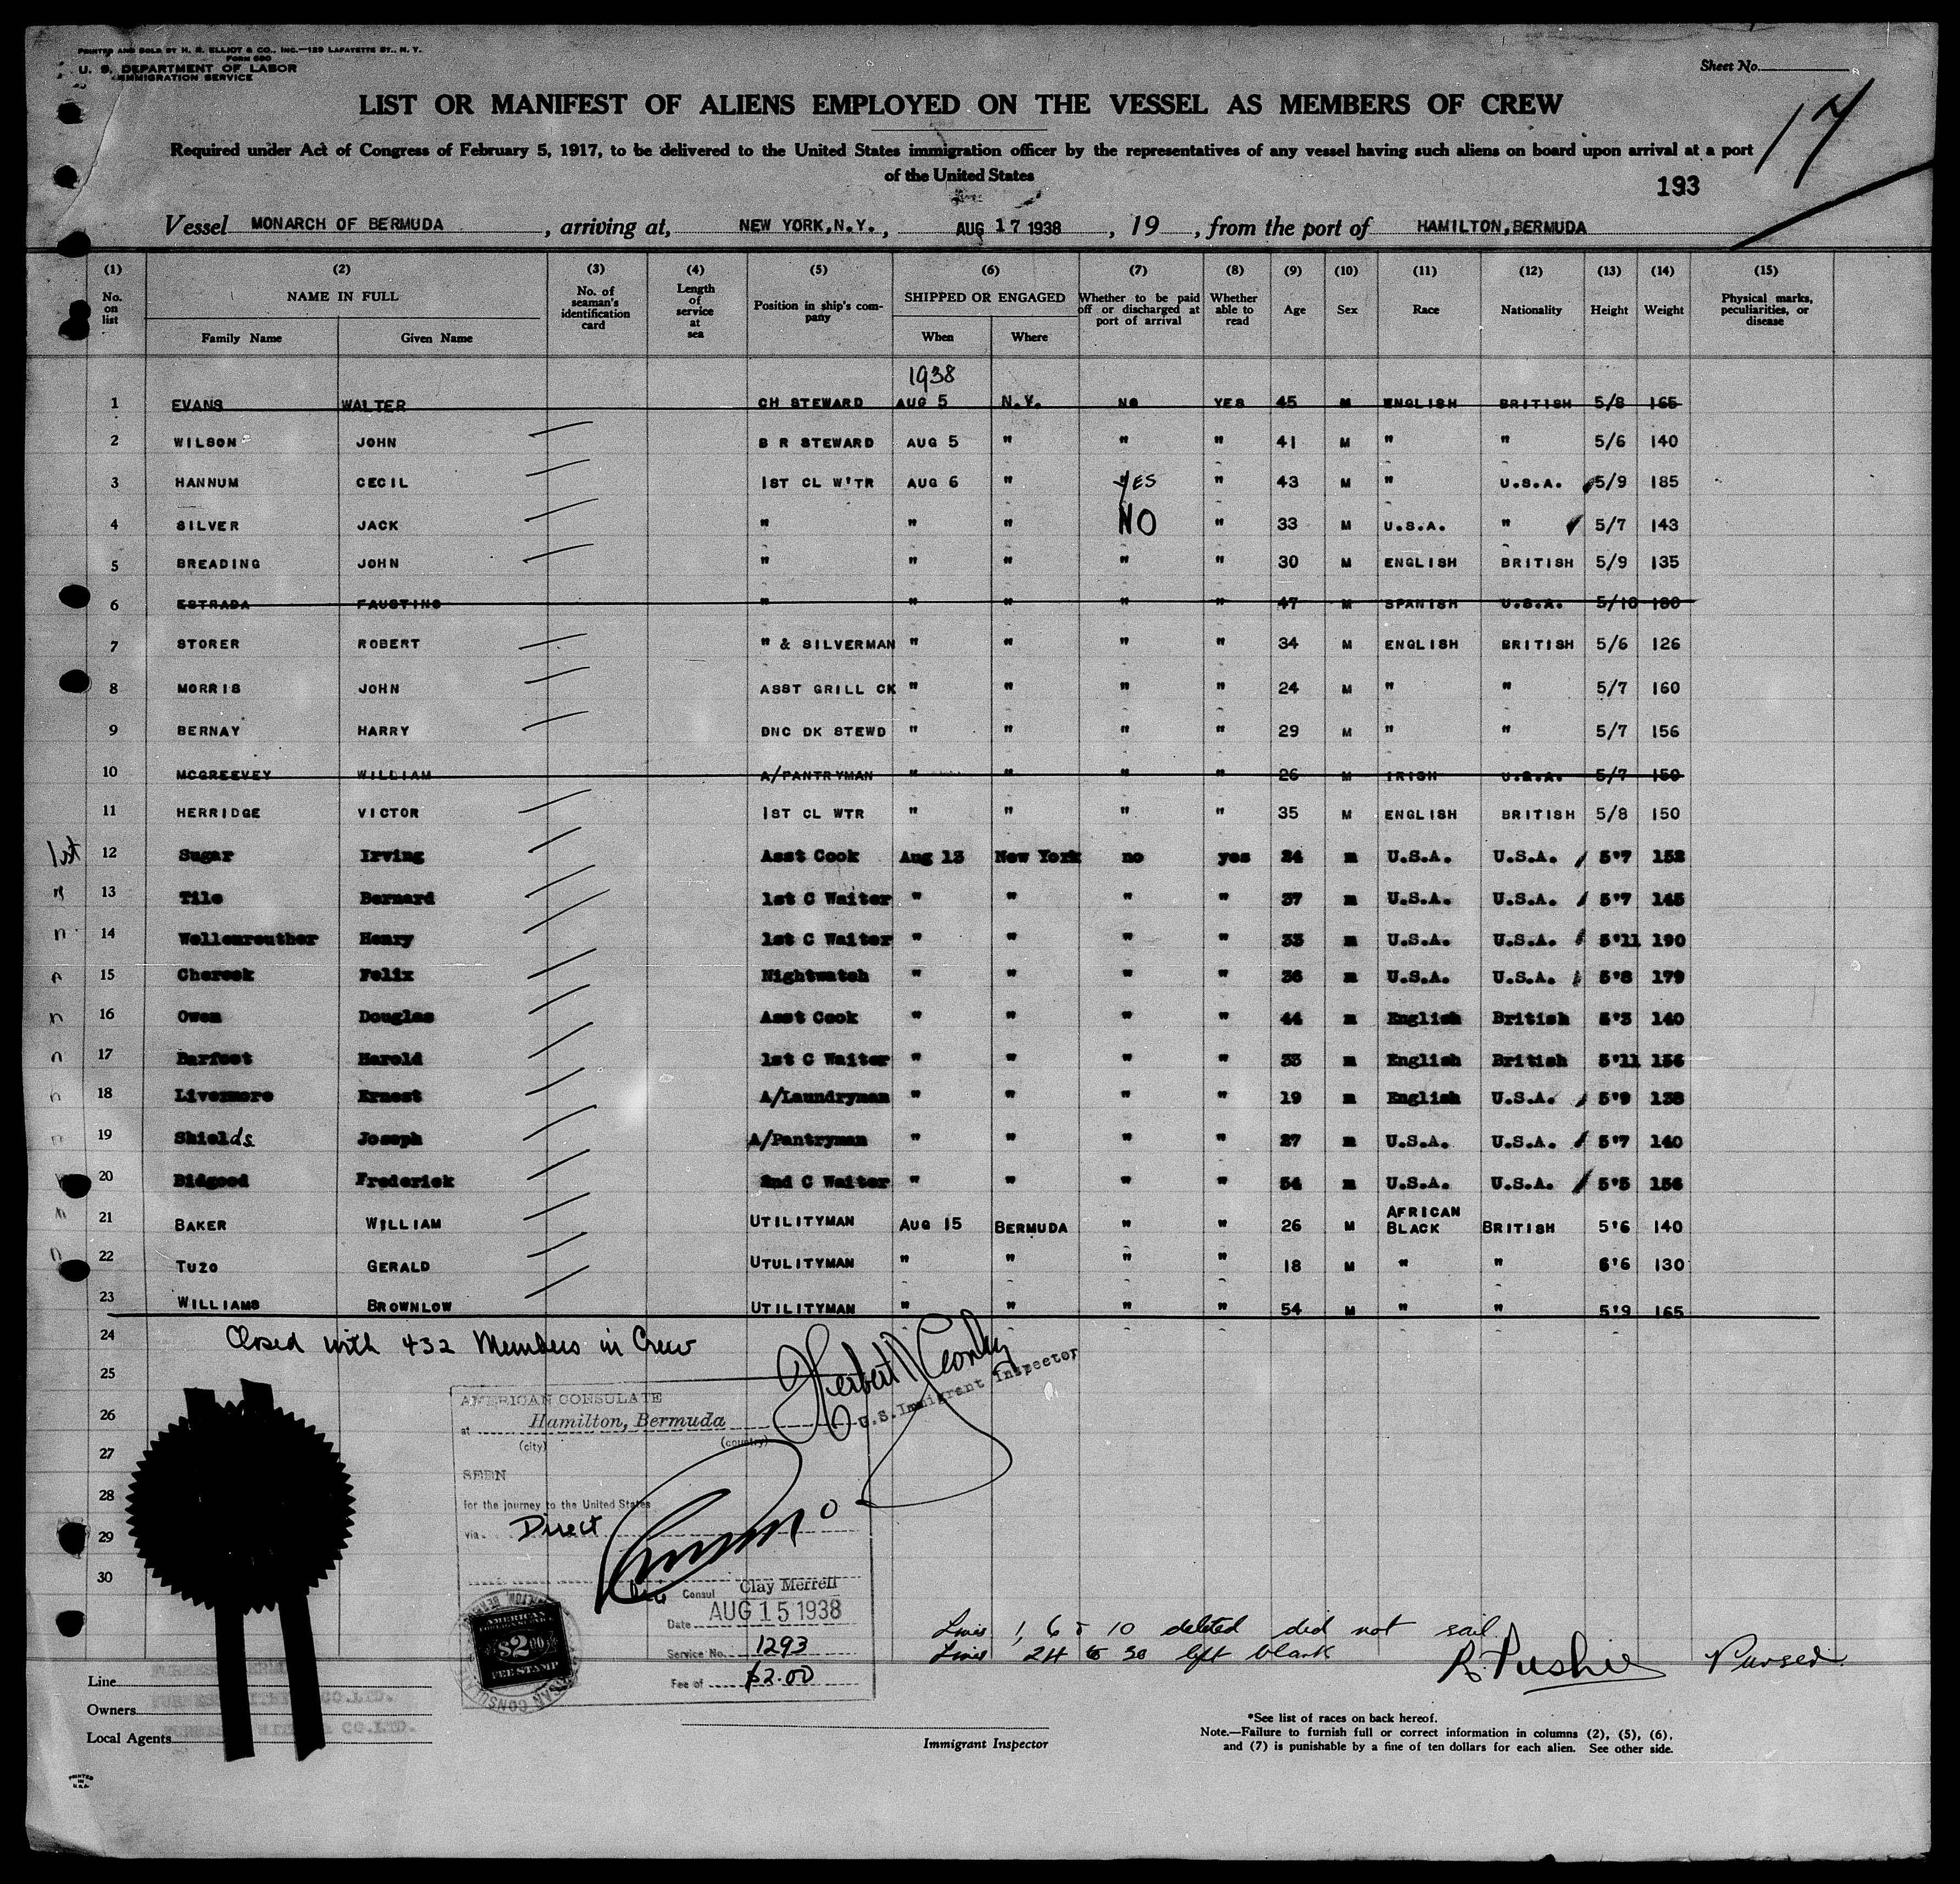 PRINTED AND SOLD BY H. R. ELLIOT & CO., INC.—129 LAFAYETTE ST., N. Y.
FORM 680
U. S. DEPARTMENT OF LABOR
IMMIGRATION SERVICE
Sheet No.
17
LIST OR MANIFEST OF ALIENS EMPLOYED ON THE VESSEL AS MEMBERS OF CREW
Required under Act of Congress of February 5, 1917, to be delivered to the United States immigration officer by the representatives of any vessel having such aliens on board upon arrival at a port
of the United States
193
Vessel MONARCH OF BERMUDA, arriving at, NEW YORK, N.Y., AUG 17 1938, 19 , from the port of HAMILTON, BERMUDA
(1) (2) (3) (4) (5) (6) (7) (8) (9) (10) (11) (12) (13) (14) (15)
No. on list NAME IN FULL Family Name Given Name No. of seaman's identification card Length of service at sea Position in ship's company SHIPPED OR ENGAGED When Where Whether to be paid off or discharged at port of arrival Whether able to read Age Sex Race Nationality Height Weight Physical marks, peculiarities, or disease
1938
1 EVANS WALTER CH STEWARD AUG 5 N.Y. NO YES 45 M ENGLISH BRITISH 5/8 165
2 WILSON JOHN B R STEWARD AUG 5 " " " 41 M " " 5/6 140
3 HANNUM CECIL 1ST CL W'TR AUG 6 " YES " 43 M " U.S.A. 5/9 185
4 SILVER JACK " " " NO " 33 M U.S.A. " 5/7 143
5 BREADING JOHN " " " " " 30 M ENGLISH BRITISH 5/9 135
6 ESTRADA FAUSTINO " " " " " 47 M SPANISH U.S.A. 5/10 180
7 STORER ROBERT " & SILVERMAN " " " " 34 M ENGLISH BRITISH 5/6 126
8 MORRIS JOHN ASST GRILL CK " " " " 24 M " " 5/7 160
9 BERNAY HARRY DNC DK STEWD " " " " 29 M " " 5/7 156
10 MCGREEVEY WILLIAM A/PANTRYMAN " " " " 26 M IRISH U.S.A. 5/7 150
11 HERRIDGE VICTOR 1ST CL WTR " " " " 35 M ENGLISH BRITISH 5/8 150
1st 12 Sugar Irving Asst Cook Aug 13 New York no yes 24 m U.S.A. U.S.A. 5'7 152
" 13 Tilo Bernard 1st C Waiter " " " " 37 m U.S.A. U.S.A. 5'7 145
" 14 Wellenreuther Henry 1st C Waiter " " " " 33 m U.S.A. U.S.A. 5'11 190
" 15 Chereek Felix Nightwatch " " " " 36 m U.S.A. U.S.A. 5'8 179
" 16 Owen Douglas Asst Cook " " " " 44 m English British 5'3 140
" 17 Barfoot Harold 1st C Waiter " " " " 33 m English British 5'11 156
" 18 Livermore Ernest A/Laundryman " " " " 19 m English U.S.A. 5'9 138
" 19 Shields Joseph A/Pantryman " " " " 27 m U.S.A. U.S.A. 5'7 140
20 Bidgood Frederick 2nd C Waiter " " " " 54 m U.S.A. U.S.A. 5'5 156
" 21 BAKER WILLIAM UTILITYMAN AUG 15 BERMUDA " " 26 M AFRICAN BLACK BRITISH 5'6 140
" 22 TUZO GERALD UTULITYMAN " " " " 18 M " " 6'6 130
23 WILLIAMS BROWNLOW UTILITYMAN " " " " 54 M " " 5'9 165
24
Closed with 432 Members in Crew
25
26
27
28
29
30
U.S. Immigrant Inspector
AMERICAN CONSULATE
at Hamilton, Bermuda
(city) (country)
SEEN
for the journey to the United States
via Direct
Consul Clay Merrell
Date AUG 15 1938
Service No. 1293
Fee of $2.00
AMERICAN
$2.00
FEE STAMP
Lines 1, 6 & 10 deleted did not sail
Lines 24 to 30 left blank
R. Pushie Purser.
Line
Owners CO.LTD.
Local Agents CO.LTD.
Immigrant Inspector
*See list of races on back hereof.
Note.—Failure to furnish full or correct information in columns (2), (5), (6),
and (7) is punishable by a fine of ten dollars for each alien. See other side.
PRINTED
IN
U.S.A.